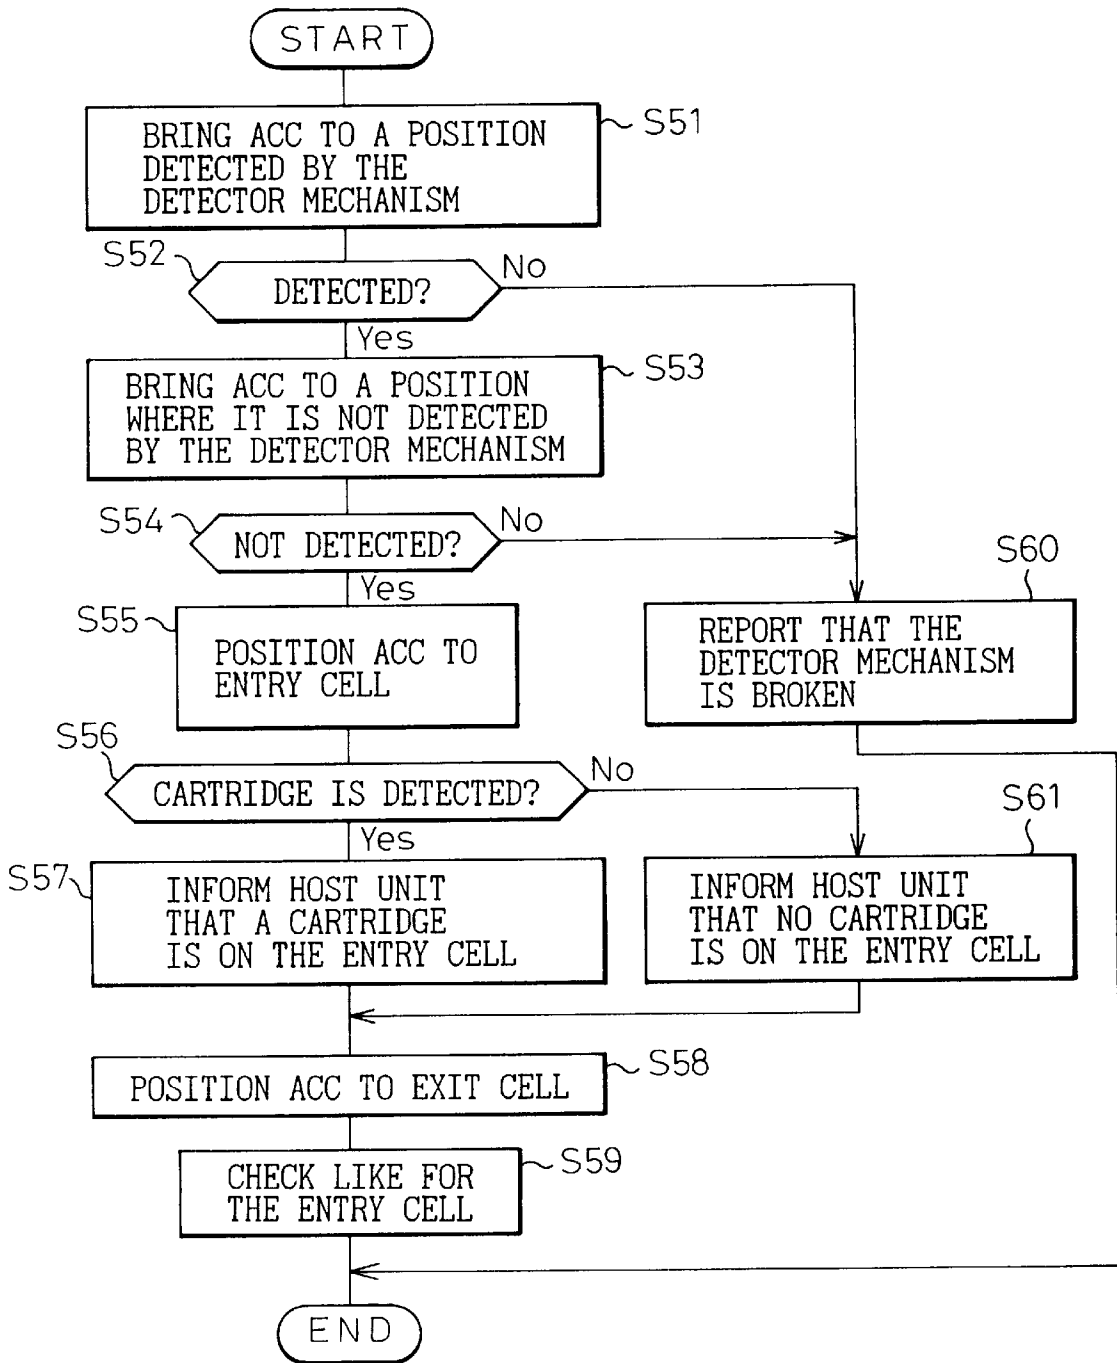 START
S51
BRING ACC TO A POSITION
DETECTED BY THE
DETECTOR MECHANISM
S52
DETECTED?
No
Yes
S53
BRING ACC TO A POSITION
WHERE IT IS NOT DETECTED
BY THE DETECTOR MECHANISM
S54
NOT DETECTED?
No
Yes
S55
POSITION ACC TO
ENTRY CELL
S60
REPORT THAT THE
DETECTOR MECHANISM
IS BROKEN
S56
CARTRIDGE IS DETECTED?
No
Yes
S57
INFORM HOST UNIT
THAT A CARTRIDGE
IS ON THE ENTRY CELL
S61
INFORM HOST UNIT
THAT NO CARTRIDGE
IS ON THE ENTRY CELL
S58
POSITION ACC TO EXIT CELL
S59
CHECK LIKE FOR
THE ENTRY CELL
END